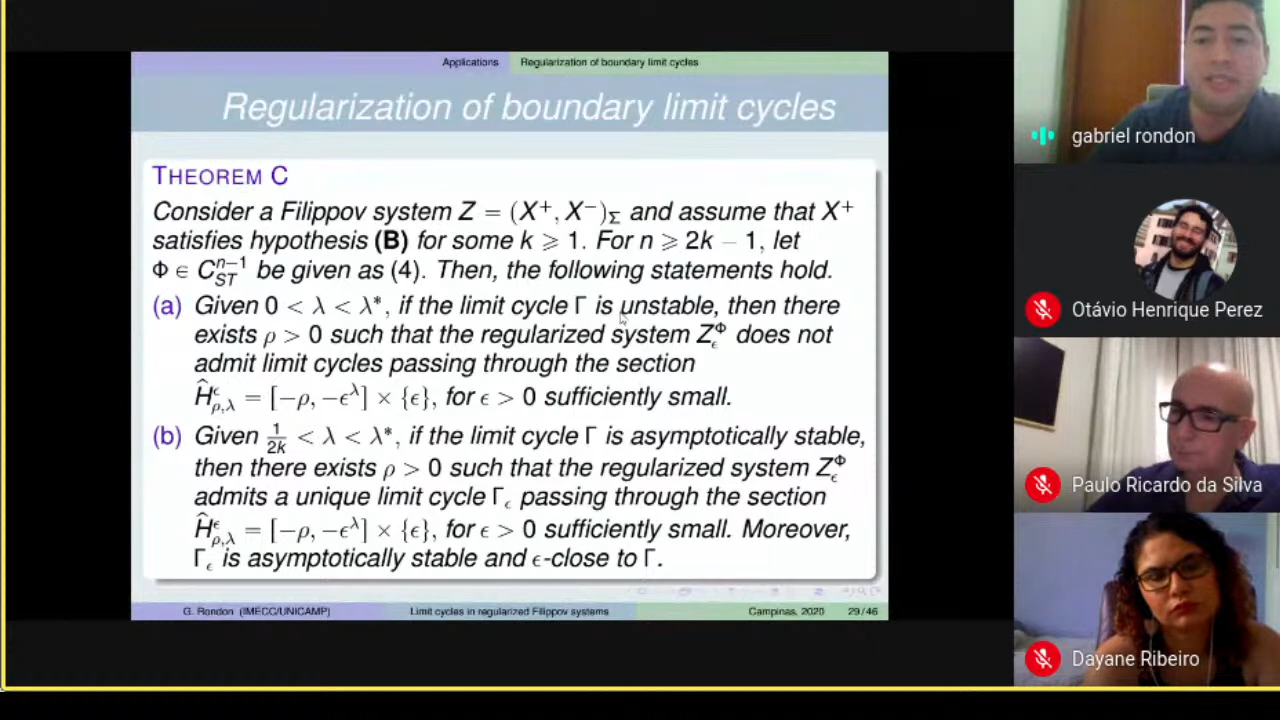 Applications Regularization of boundary limit cycles
Regularization of boundary limit cycles
THEOREM C
Consider a Filippov system Z = (X⁺, X⁻)_Σ and assume that X⁺
satisfies hypothesis (B) for some k ⩾ 1. For n ⩾ 2k − 1, let
Φ ∈ C_{ST}^{n−1} be given as (4). Then, the following statements hold.
(a) Given 0 < λ < λ*, if the limit cycle Γ is unstable, then there
exists ρ > 0 such that the regularized system Z_ϵ^Φ does not
admit limit cycles passing through the section
Ĥ_{ρ,λ}^ϵ = [−ρ, −ϵ^λ] × {ϵ}, for ϵ > 0 sufficiently small.
(b) Given 1/2k < λ < λ*, if the limit cycle Γ is asymptotically stable,
then there exists ρ > 0 such that the regularized system Z_ϵ^Φ
admits a unique limit cycle Γ_ϵ passing through the section
Ĥ_{ρ,λ}^ϵ = [−ρ, −ϵ^λ] × {ϵ}, for ϵ > 0 sufficiently small. Moreover,
Γ_ϵ is asymptotically stable and ϵ-close to Γ.
G. Rondon (IMECC/UNICAMP) Limit cycles in regularized Filippov systems Campinas, 2020 29/46
gabriel rondon
Otávio Henrique Perez
Paulo Ricardo da Silva
Dayane Ribeiro